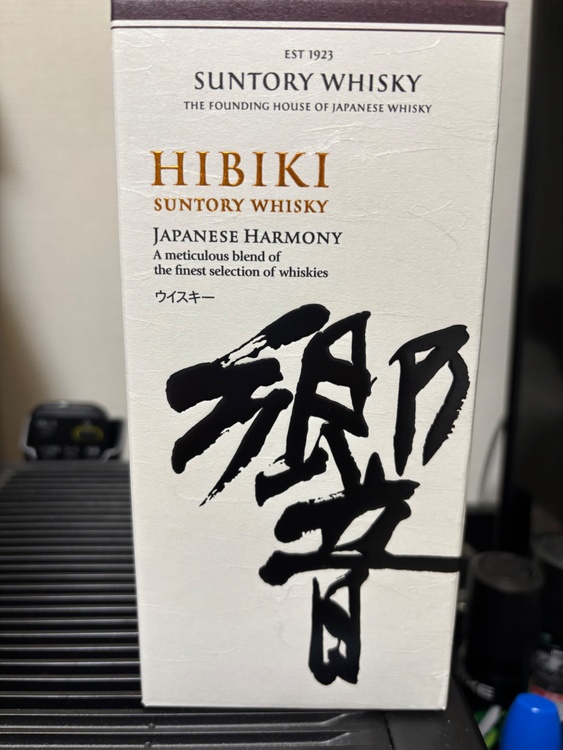 EST 1923
SUNTORY WHISKY
THE FOUNDING HOUSE OF JAPANESE WHISKY
HIBIKI
SUNTORY WHISKY
JAPANESE HARMONY
A meticulous blend of
the finest selection of whiskies
ウイスキー
響